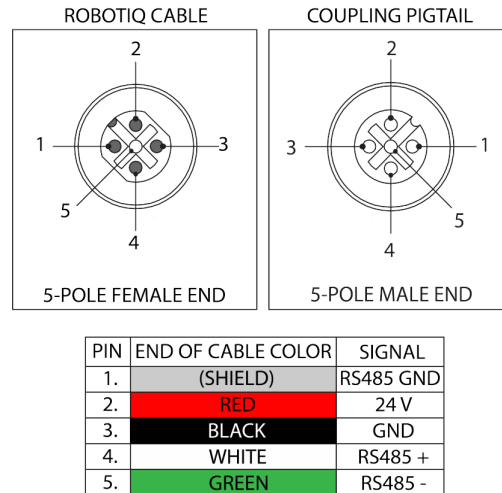 ROBOTIQ CABLE
2
1
3
5
4
5-POLE FEMALE END
COUPLING PIGTAIL
2
3
1
5
4
5-POLE MALE END
PIN END OF CABLE COLOR SIGNAL
1. (SHIELD) RS485 GND
2. RED 24 V
3. BLACK GND
4. WHITE RS485 +
5. GREEN RS485 -